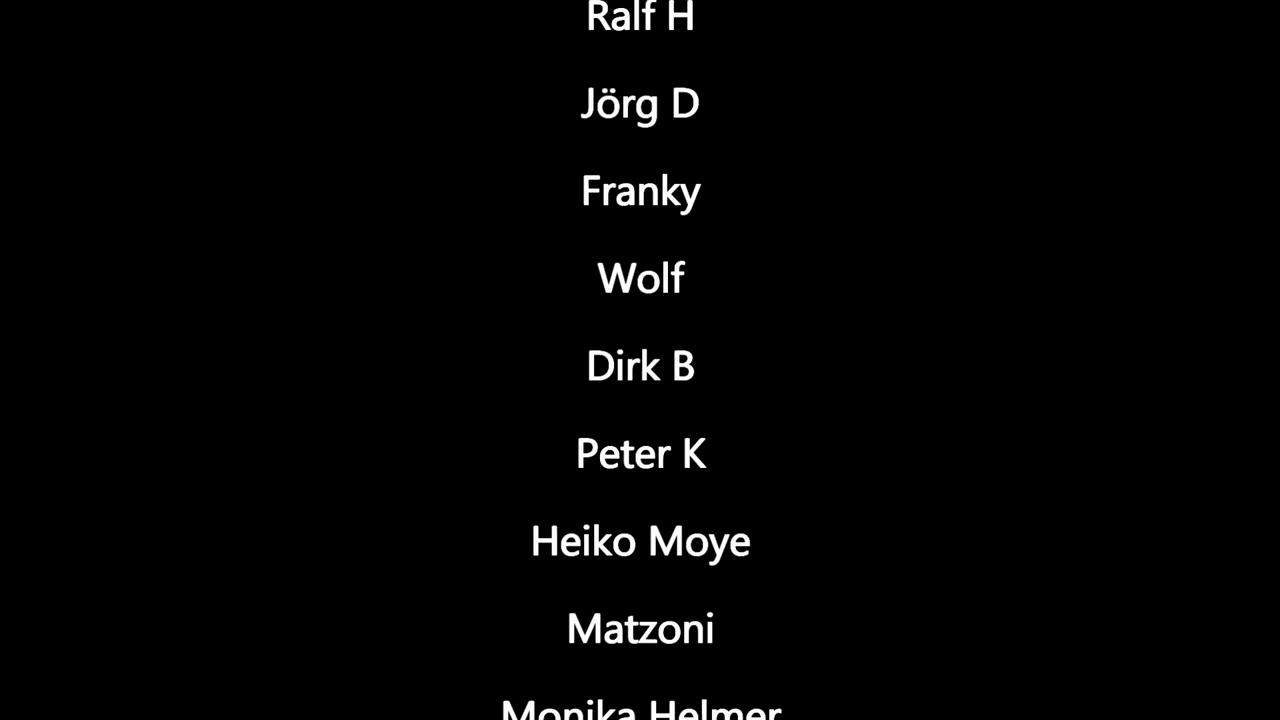 Ralf H
Jörg D
Franky
Wolf
Dirk B
Peter K
Heiko Moye
Matzoni
Monika Helmer